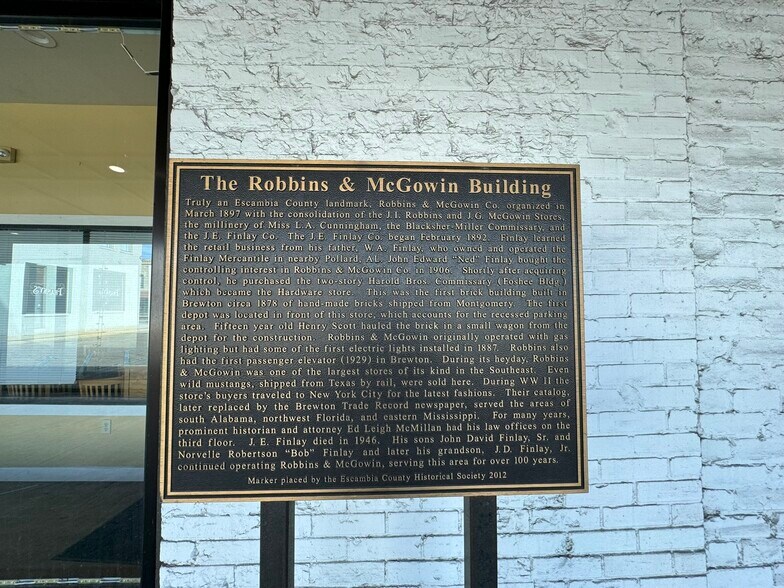 The Robbins & McGowin Building
Truly an Escambia County landmark, Robbins & McGowin Co. organized in
March 1897 with the consolidation of the J.I. Robbins and J.G. McGowin Stores,
the millinery of Miss L.A. Cunningham, the Blacksher-Miller Commissary, and
the J.E. Finlay Co. The J.E. Finlay Co. began February 1892. Finlay learned
the retail business from his father, W.A. Finlay, who owned and operated the
Finlay Mercantile in nearby Pollard, AL. John Edward "Ned" Finlay bought the
controlling interest in Robbins & McGowin Co. in 1906. Shortly after acquiring
control, he purchased the two-story Harold Bros. Commissary (Foshee Bldg)
which became the Hardware store. This was the first brick building built in
Brewton circa 1878 of hand-made bricks shipped from Montgomery. The first
depot was located in front of this store, which accounts for the recessed parking
area. Fifteen year old Henry Scott hauled the brick in a small wagon from the
depot for the construction. Robbins & McGowin originally operated with gas
lighting but had some of the first electric lights installed in 1887. Robbins also
had the first passenger elevator (1929) in Brewton. During its heyday, Robbins
& McGowin was one of the largest stores of its kind in the Southeast. Even
wild mustangs, shipped from Texas by rail, were sold here. During WW II the
store's buyers traveled to New York City for the latest fashions. Their catalog,
later replaced by the Brewton Trade Record newspaper, served the areas of
south Alabama, northwest Florida, and eastern Mississippi. For many years,
prominent historian and attorney Ed Leigh McMillan had his law offices on the
third floor. J. E. Finlay died in 1946. His sons John David Finlay, Sr. and
Norvelle Robertson "Bob" Finlay and later his grandson, J.D. Finlay, Jr.
continued operating Robbins & McGowin, serving this area for over 100 years.
Marker placed by the Escambia County Historical Society 2012